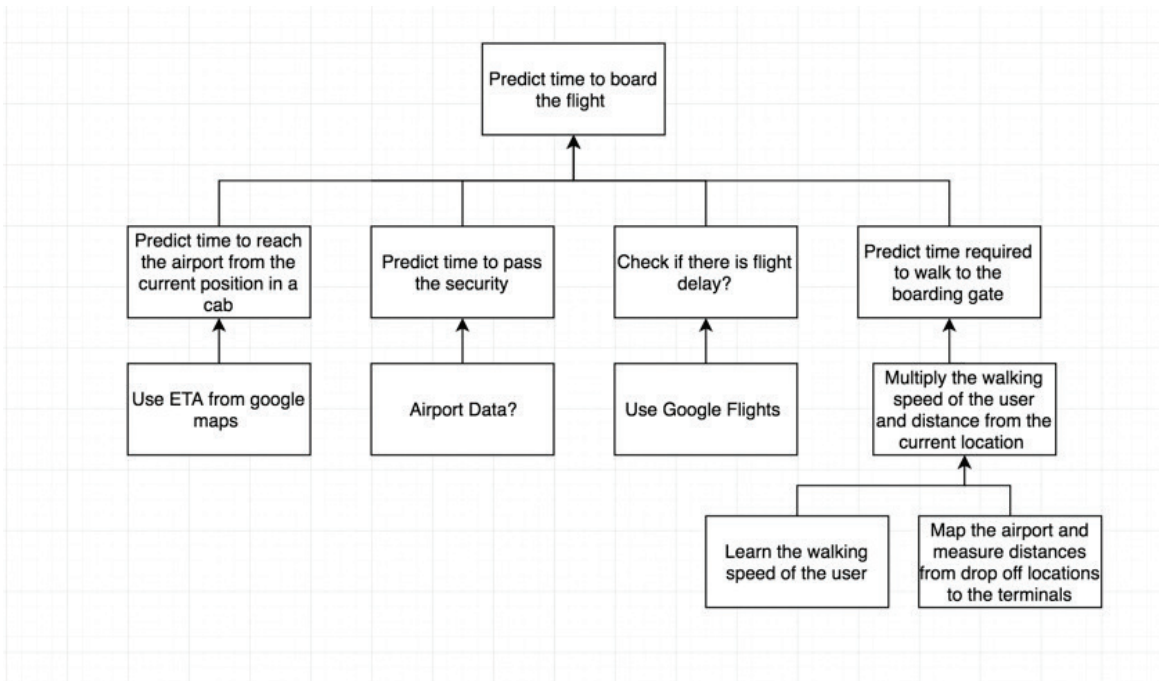 Predict time to board
the flight
Predict time to reach
the airport from the
current position in a
cab
Predict time to pass
the security
Check if there is flight
delay?
Predict time required
to walk to the
boarding gate
Use ETA from google
maps
Airport Data?
Use Google Flights
Multiply the walking
speed of the user
and distance from the
current location
Learn the walking
speed of the user
Map the airport and
measure distances
from drop off locations
to the terminals